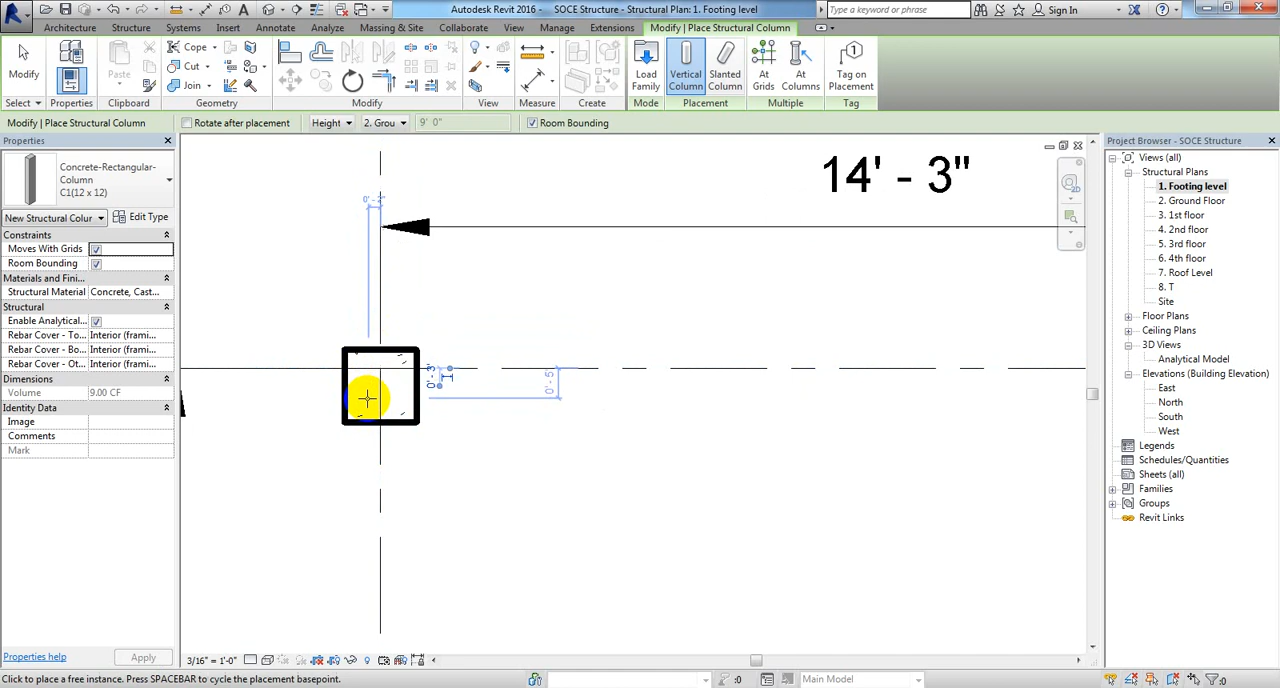 Autodesk Revit 2016 - SOCE Structure - Structural Plan: 1. Footing level
Type a keyword or phrase
Sign In
Architecture Structure Systems Insert Annotate Analyze Massing & Site Collaborate View Manage Extensions Modify | Place Structural Column
Modify
Properties
Paste
Cope
Cut
Join
Load Family
Vertical Column
Slanted Column
At Grids
At Columns
Tag on Placement
Select Properties Clipboard Geometry Modify View Measure Create Mode Placement Multiple Tag
Modify | Place Structural Column
Rotate after placement
Height
2. Grou
9' 0"
Room Bounding
Properties
Concrete-Rectangular-
Column
C1(12 x 12)
New Structural Colur
Edit Type
Constraints
Moves With Grids
Room Bounding
Materials and Fini...
Structural Material Concrete, Cast...
Structural
Enable Analytical...
Rebar Cover - To... Interior (frami...
Rebar Cover - Bo... Interior (frami...
Rebar Cover - Ot... Interior (frami...
Dimensions
Volume 9.00 CF
Identity Data
Image
Comments
Mark
Properties help
Apply
14' - 3"
0' - 2"
0' - 3"
0' - 5"
Project Browser - SOCE Structure
Views (all)
Structural Plans
1. Footing level
2. Ground Floor
3. 1st floor
4. 2nd floor
5. 3rd floor
6. 4th floor
7. Roof Level
8. T
Site
Floor Plans
Ceiling Plans
3D Views
Analytical Model
Elevations (Building Elevation)
East
North
South
West
Legends
Schedules/Quantities
Sheets (all)
Families
Groups
Revit Links
3/16" = 1'-0"
Click to place a free instance. Press SPACEBAR to cycle the placement basepoint.
:0
Main Model
:0